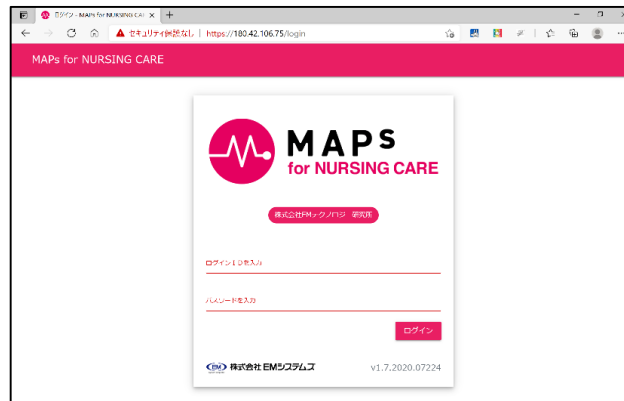 ログイン - MAPs for NURSING CAI
セキュリティ保護なし | https://180.42.106.75/login
MAPs for NURSING CARE
MAPs
for NURSING CARE
株式会社EMテクノロジー研究所
ログインIDを入力
パスワードを入力
ログイン
EM 株式会社 EMシステムズ
v1.7.2020.07224